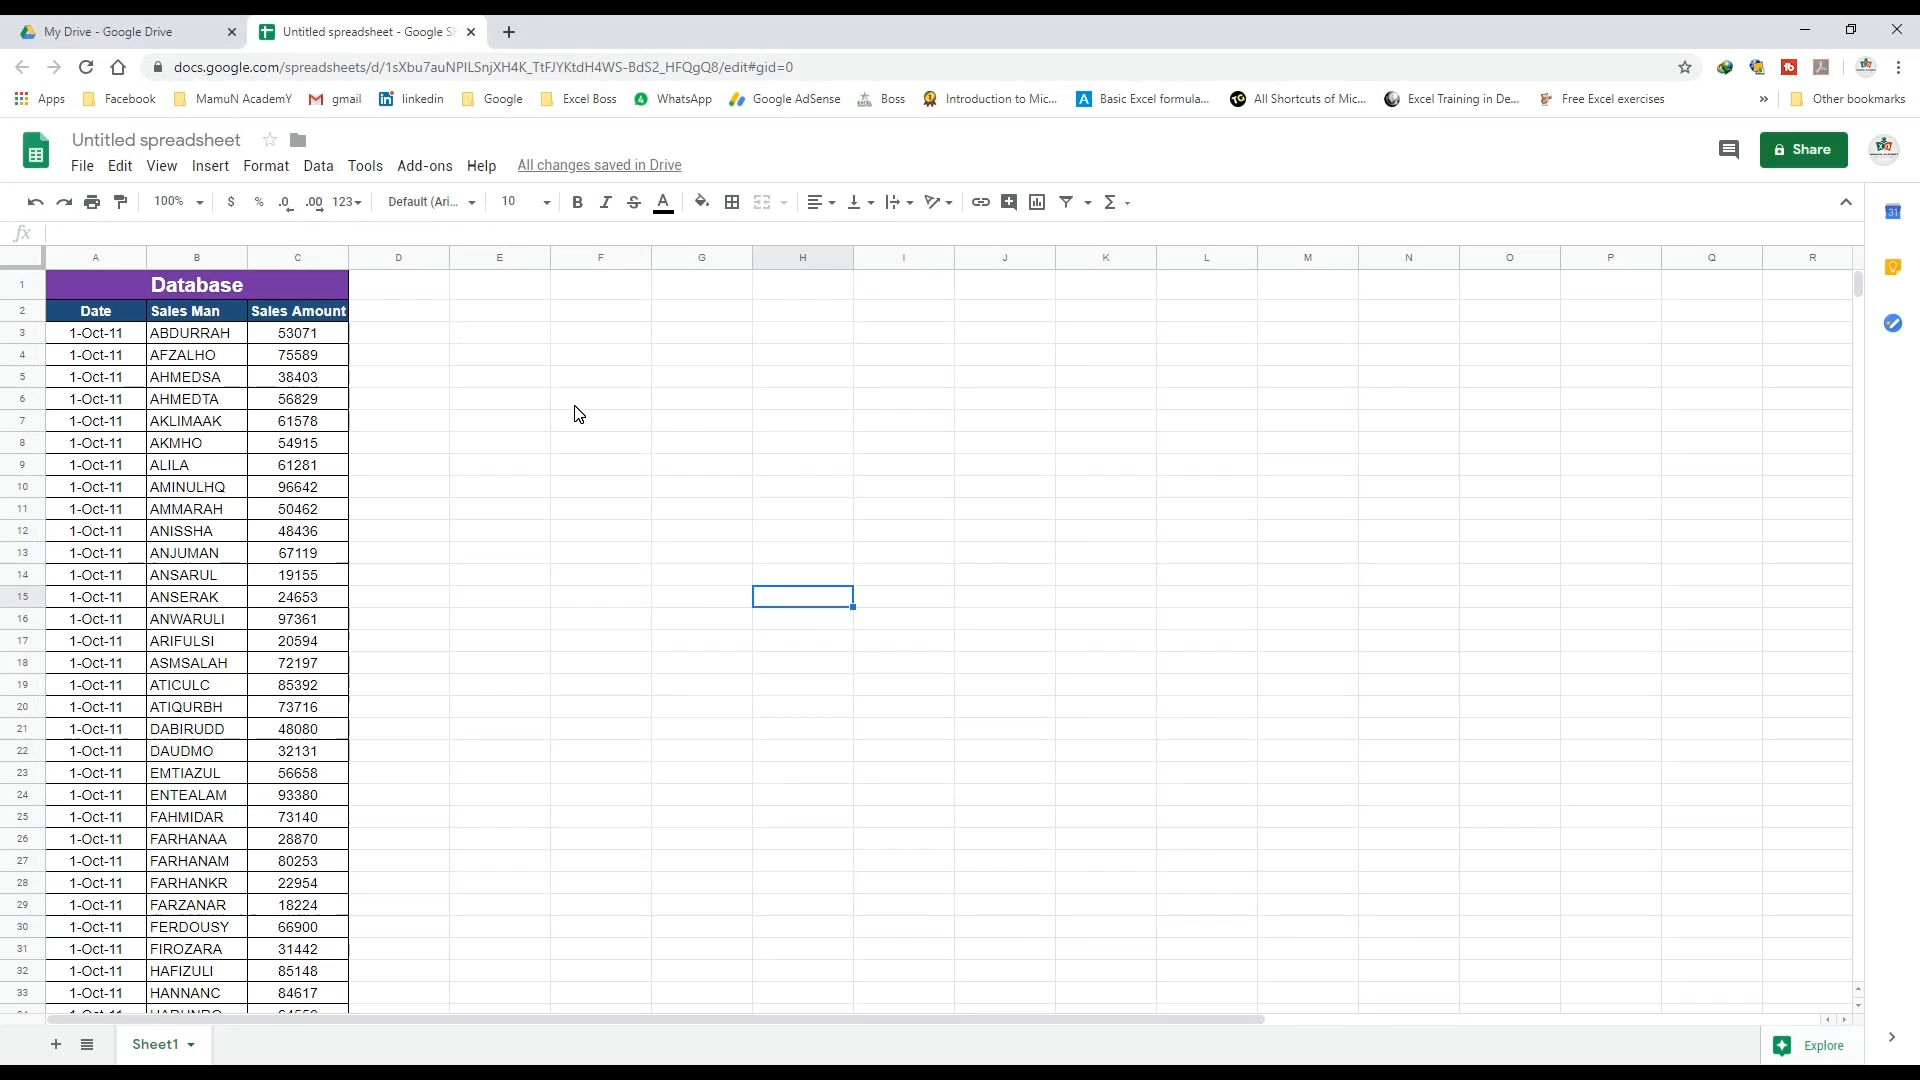 My Drive - Google Drive
Untitled spreadsheet - Google S
docs.google.com/spreadsheets/d/1sXbu7auNPILSnjXH4K_TtFJYKtdH4WS-BdS2_HFQgQ8/edit#gid=0
Apps Facebook MamuN AcademY gmail linkedin Google Excel Boss WhatsApp Google AdSense Boss Introduction to Mic... Basic Excel formula... All Shortcuts of Mic... Excel Training in De... Free Excel exercises » Other bookmarks
Untitled spreadsheet
File Edit View Insert Format Data Tools Add-ons Help All changes saved in Drive
Share
100% $ % .0 .00 123 Default (Ari... 10 B I S A Σ
fx
A B C D E F G H I J K L M N O P Q R
1 Database
2 Date Sales Man Sales Amount
3 1-Oct-11 ABDURRAH 53071
4 1-Oct-11 AFZALHO 75589
5 1-Oct-11 AHMEDSA 38403
6 1-Oct-11 AHMEDTA 56829
7 1-Oct-11 AKLIMAAK 61578
8 1-Oct-11 AKMHO 54915
9 1-Oct-11 ALILA 61281
10 1-Oct-11 AMINULHQ 96642
11 1-Oct-11 AMMARAH 50462
12 1-Oct-11 ANISSHA 48436
13 1-Oct-11 ANJUMAN 67119
14 1-Oct-11 ANSARUL 19155
15 1-Oct-11 ANSERAK 24653
16 1-Oct-11 ANWARULI 97361
17 1-Oct-11 ARIFULSI 20594
18 1-Oct-11 ASMSALAH 72197
19 1-Oct-11 ATICULC 85392
20 1-Oct-11 ATIQURBH 73716
21 1-Oct-11 DABIRUDD 48080
22 1-Oct-11 DAUDMO 32131
23 1-Oct-11 EMTIAZUL 56658
24 1-Oct-11 ENTEALAM 93380
25 1-Oct-11 FAHMIDAR 73140
26 1-Oct-11 FARHANAA 28870
27 1-Oct-11 FARHANAM 80253
28 1-Oct-11 FARHANKR 22954
29 1-Oct-11 FARZANAR 18224
30 1-Oct-11 FERDOUSY 66900
31 1-Oct-11 FIROZARA 31442
32 1-Oct-11 HAFIZULI 85148
33 1-Oct-11 HANNANC 84617
Sheet1
Explore